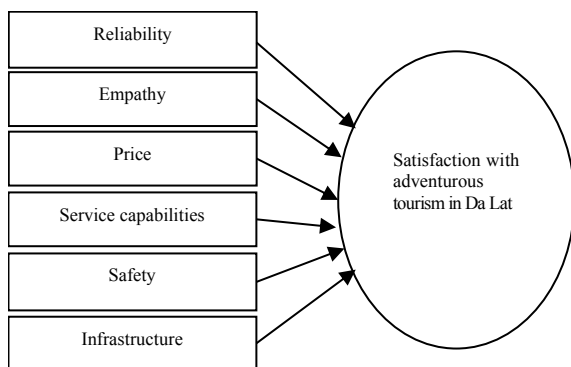 Reliability
Empathy
Price
Service capabilities
Safety
Infrastructure
Satisfaction with
adventurous
tourism in Da Lat